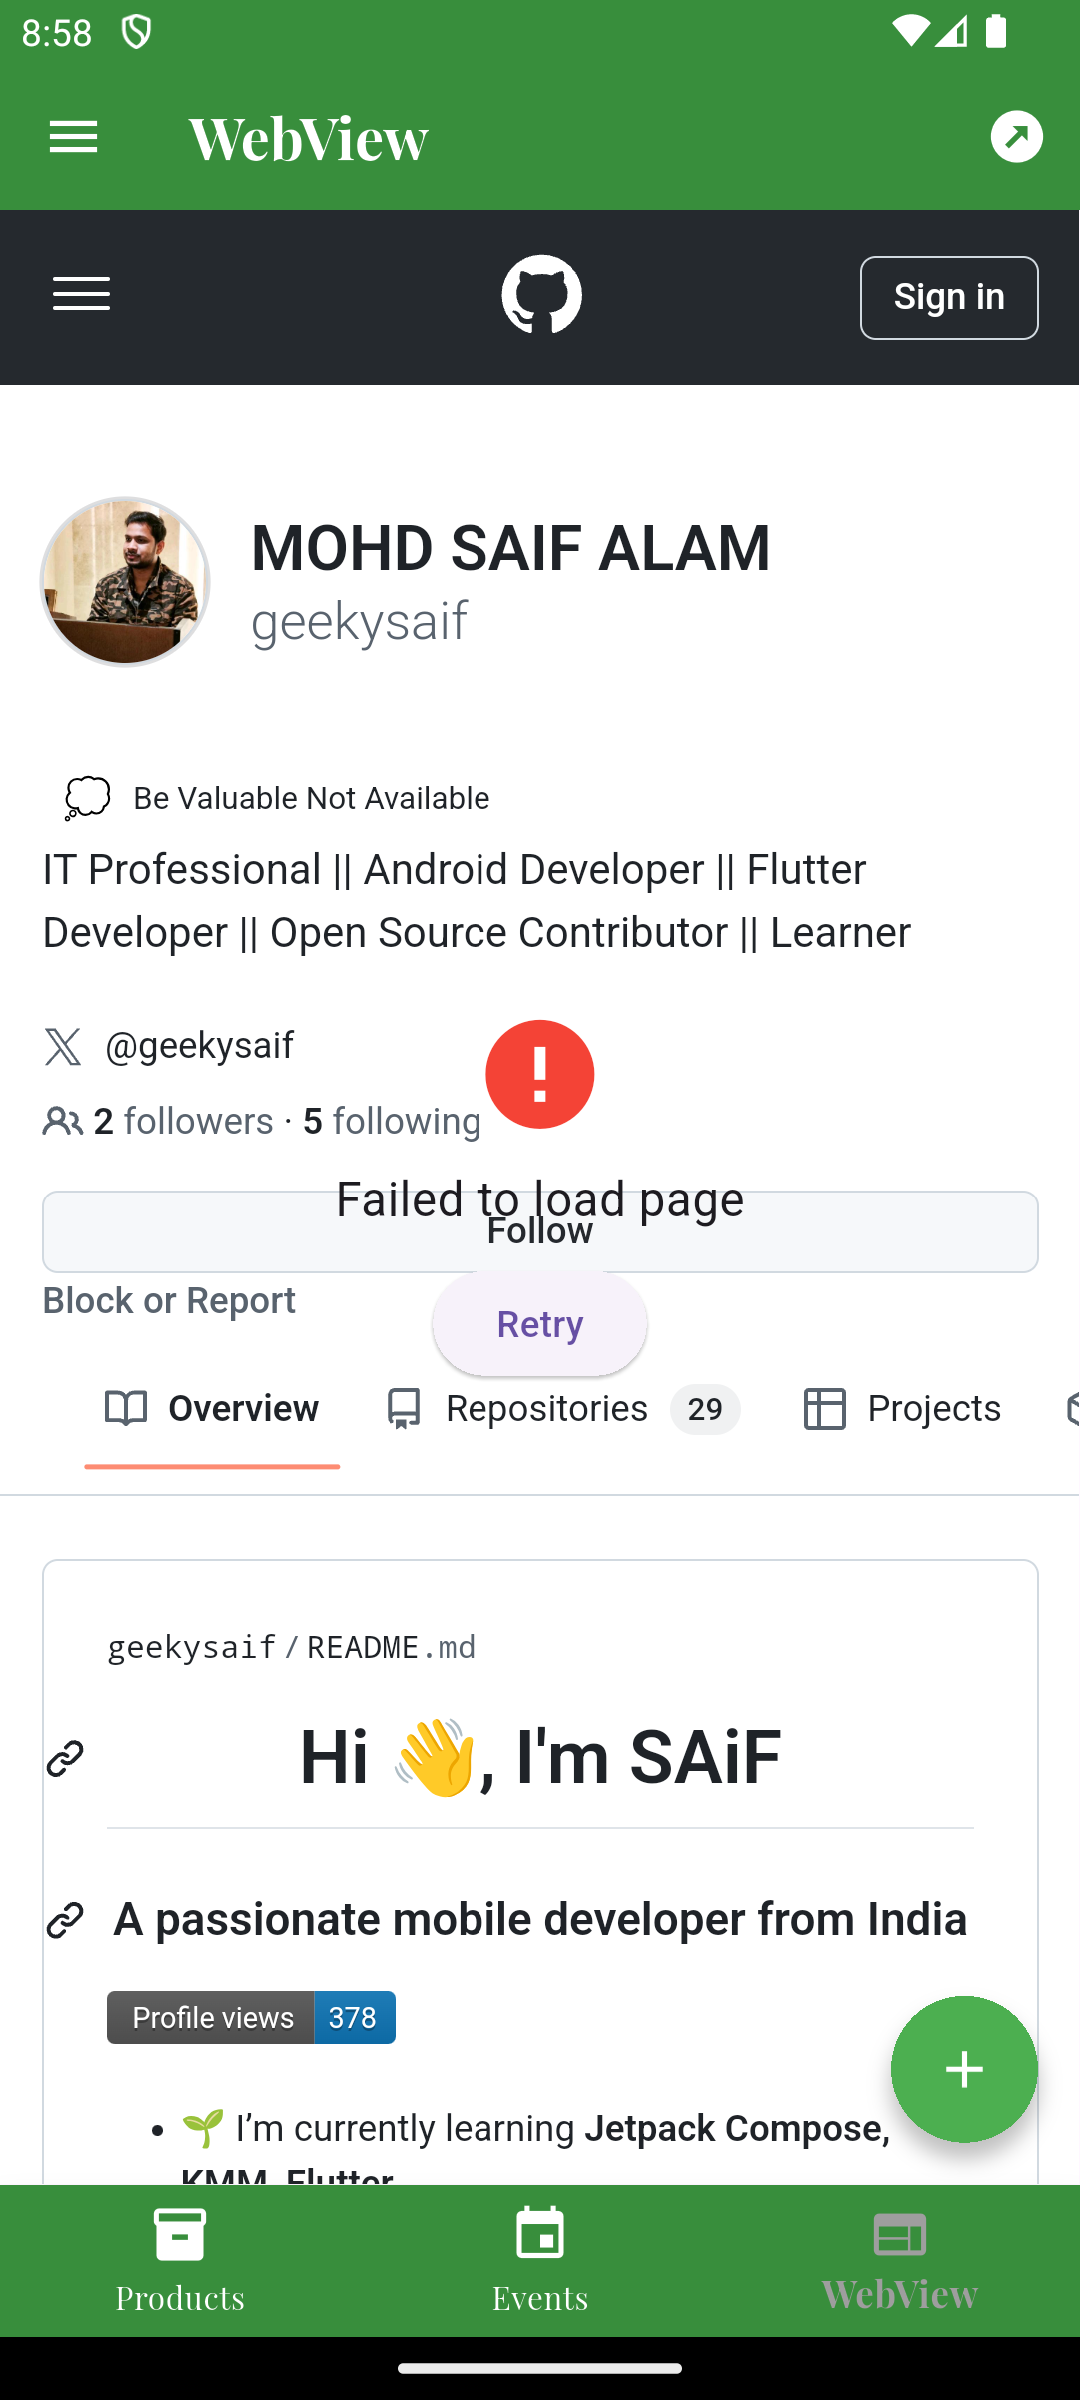 8:58
WebView
Sign in
MOHD SAIF ALAM
geekysaif
Be Valuable Not Available
IT Professional || Android Developer || Flutter
Developer || Open Source Contributor || Learner
@geekysaif
2 followers · 5 following
Failed to load page
Follow
Block or Report
Retry
Overview
Repositories 29
Projects
geekysaif / README.md
Hi 👋, I'm SAiF
A passionate mobile developer from India
Profile views 378
• 🌱 I’m currently learning Jetpack Compose,
KMM, Flutter
Products
Events
WebView